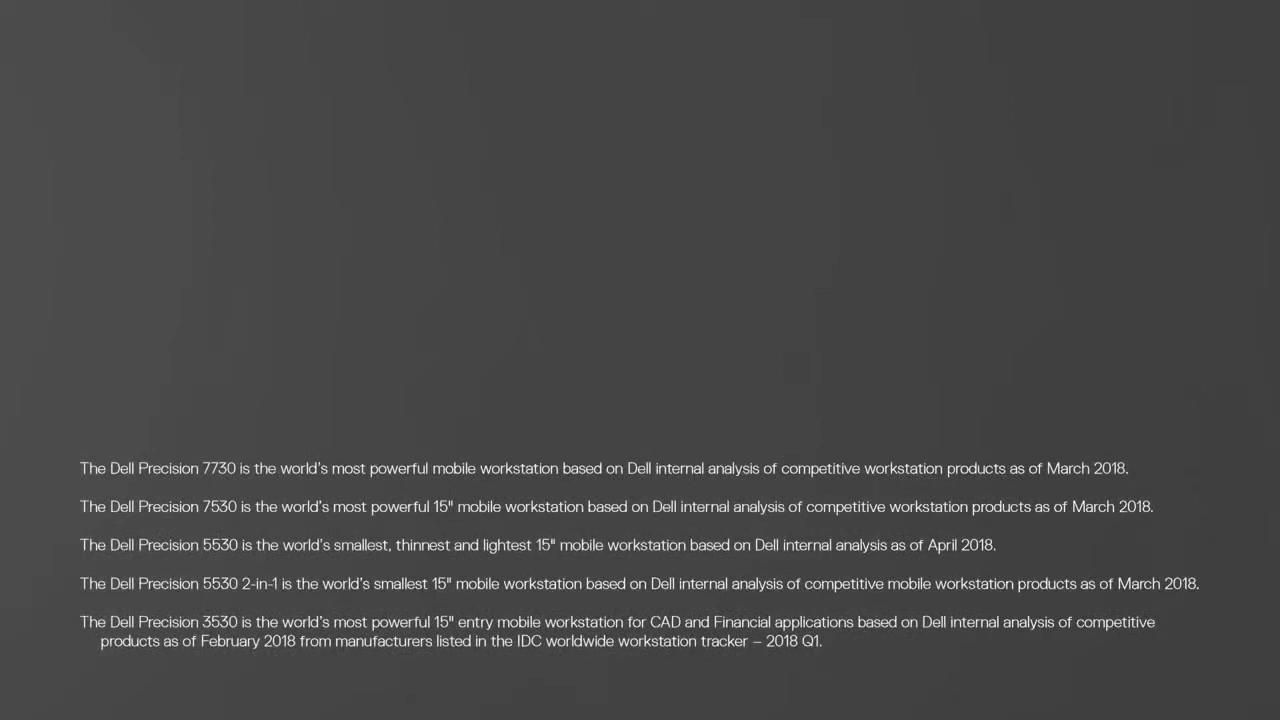 The Dell Precision 7730 is the world's most powerful mobile workstation based on Dell internal analysis of competitive workstation products as of March 2018.
The Dell Precision 7530 is the world's most powerful 15" mobile workstation based on Dell internal analysis of competitive workstation products as of March 2018.
The Dell Precision 5530 is the world's smallest, thinnest and lightest 15" mobile workstation based on Dell internal analysis as of April 2018.
The Dell Precision 5530 2-in-1 is the world's smallest 15" mobile workstation based on Dell internal analysis of competitive mobile workstation products as of March 2018.
The Dell Precision 3530 is the world's most powerful 15" entry mobile workstation for CAD and Financial applications based on Dell internal analysis of competitive
products as of February 2018 from manufacturers listed in the IDC worldwide workstation tracker – 2018 Q1.